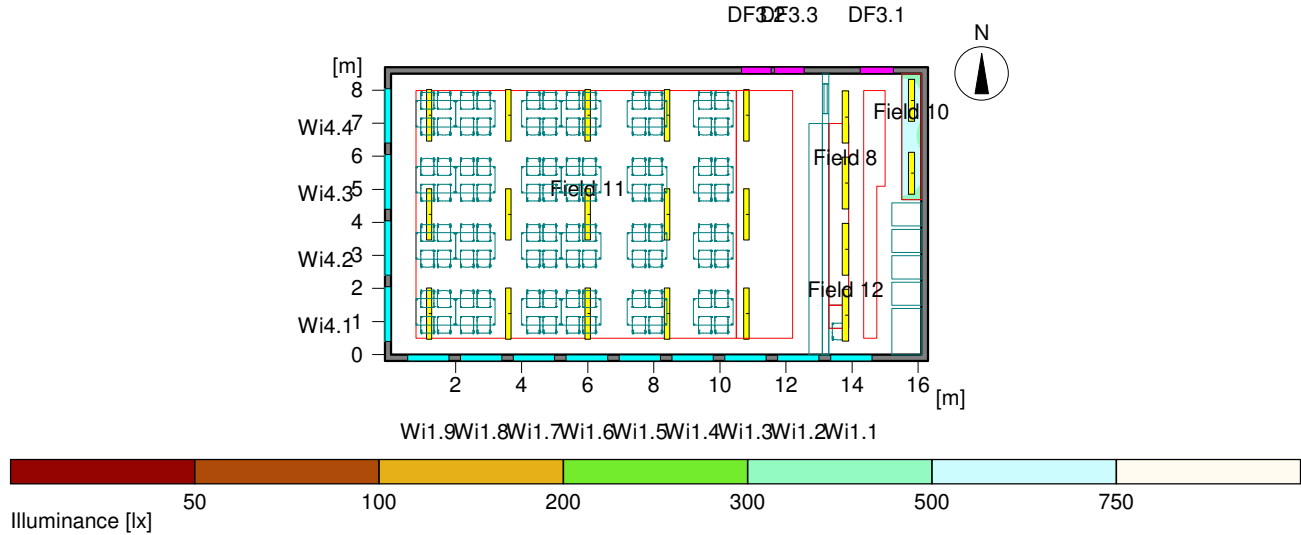 DF3.2 DF3.3 DF3.1
N
[m]
8
7
6
5
4
3
2
1
0
Wi4.4
Wi4.3
Wi4.2
Wi4.1
Field 10
Field 8
Field 11
Field 12
2 4 6 8 10 12 14 16
[m]
Wi1.9 Wi1.8 Wi1.7 Wi1.6 Wi1.5 Wi1.4 Wi1.3 Wi1.2 Wi1.1
50 100 200 300 500 750
Illuminance [lx]